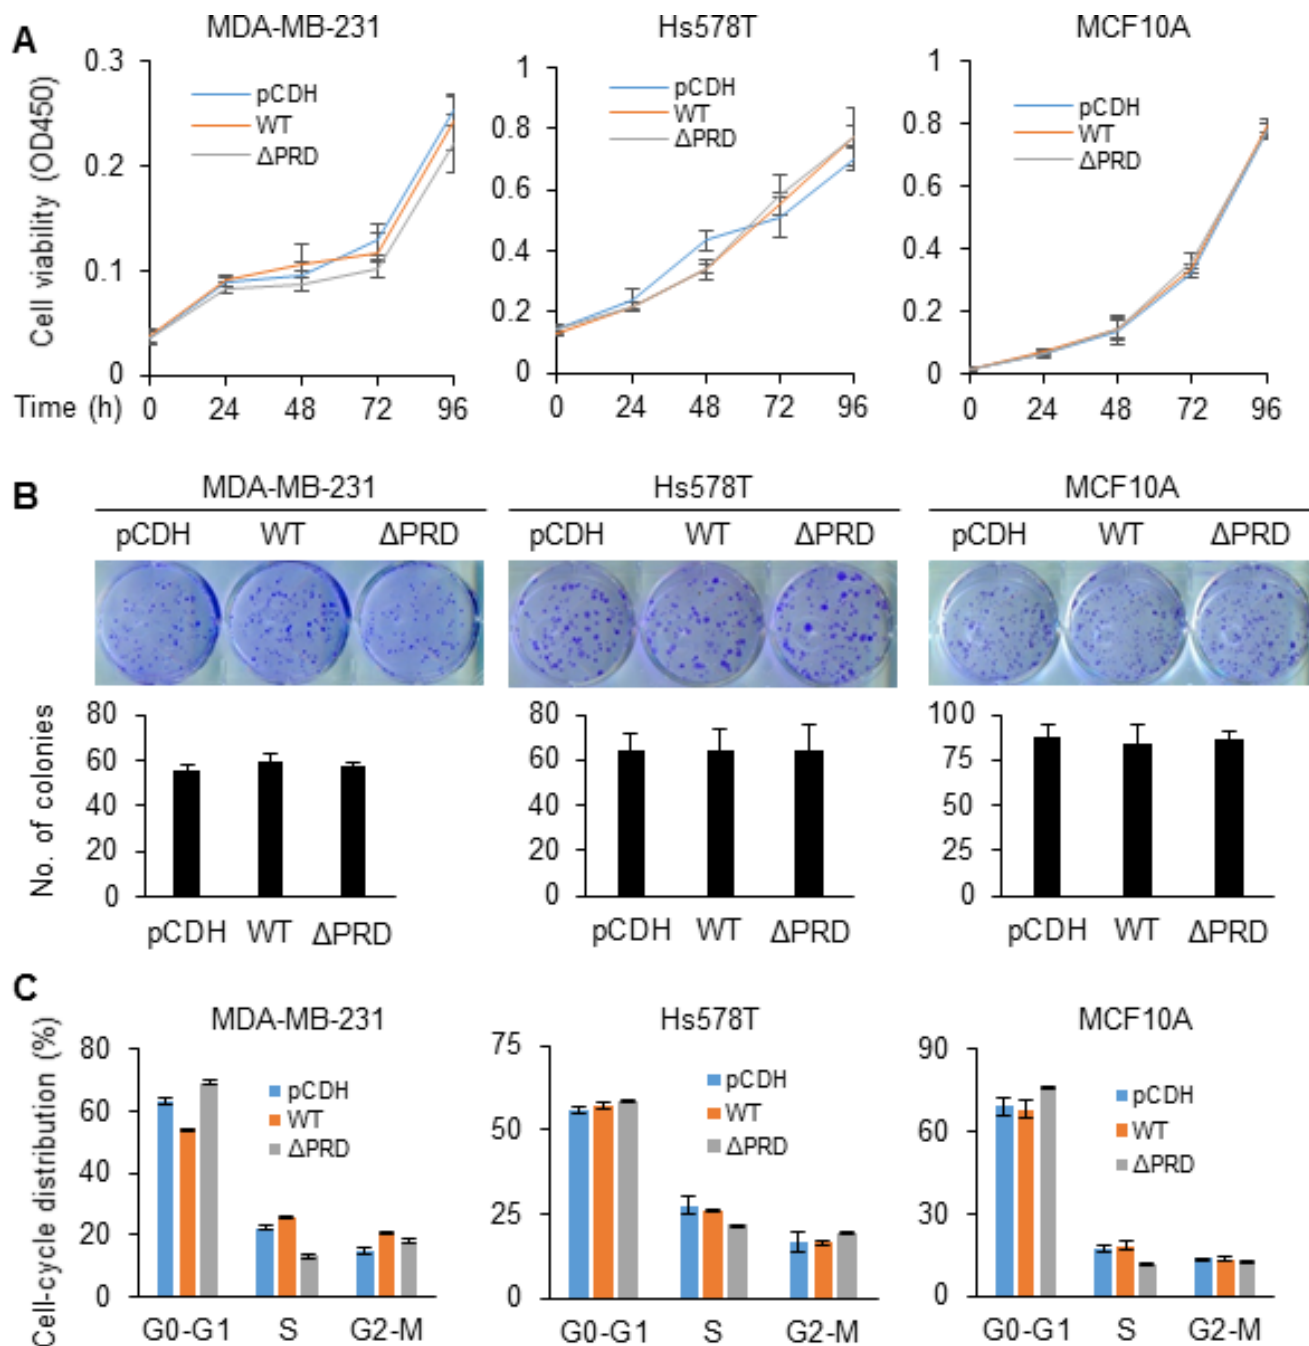 A
MDA-MB-231
Hs578T
MCF10A
Cell viability (OD450)
0.3
0.2
0.1
0
pCDH
WT
ΔPRD
1
0.8
0.6
0.4
0.2
0
pCDH
WT
ΔPRD
1
0.8
0.6
0.4
0.2
0
pCDH
WT
ΔPRD
Time (h) 0 24 48 72 96
0 24 48 72 96
0 24 48 72 96
B
MDA-MB-231
Hs578T
MCF10A
pCDH WT ΔPRD
pCDH WT ΔPRD
pCDH WT ΔPRD
No. of colonies
80
60
40
20
0
pCDH WT ΔPRD
80
60
40
20
0
pCDH WT ΔPRD
100
75
50
25
0
pCDH WT ΔPRD
C
MDA-MB-231
Hs578T
MCF10A
Cell-cycle distribution (%)
80
60
40
20
0
pCDH
WT
ΔPRD
G0-G1 S G2-M
75
50
25
0
pCDH
WT
ΔPRD
G0-G1 S G2-M
90
60
30
0
pCDH
WT
ΔPRD
G0-G1 S G2-M